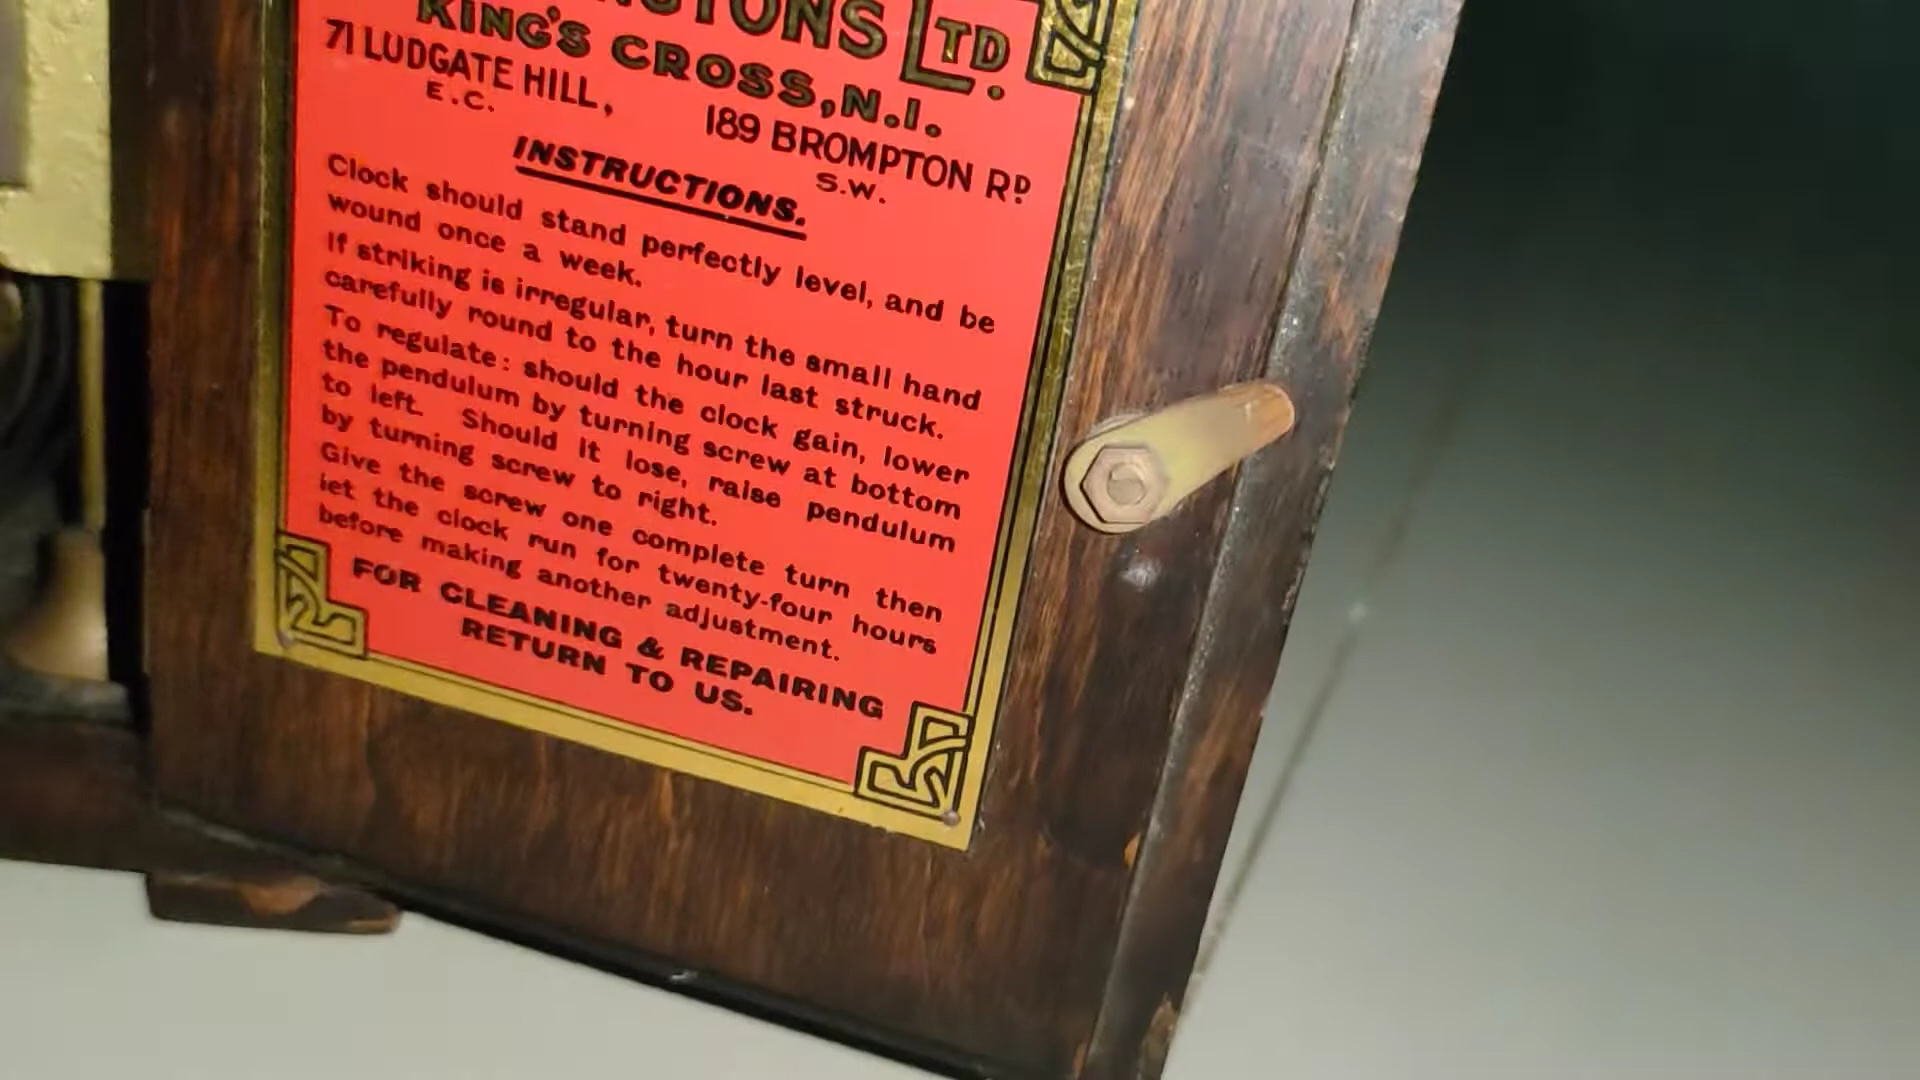 LTD.
KING'S CROSS, N.I.
71 LUDGATE HILL,
E.C.
189 BROMPTON RD
S.W.
INSTRUCTIONS.
Clock should stand perfectly level, and be
wound once a week.
If striking is irregular, turn the small hand
carefully round to the hour last struck.
To regulate: should the clock gain, lower
the pendulum by turning screw at bottom
to left. Should it lose, raise pendulum
by turning screw to right.
Give the screw one complete turn then
let the clock run for twenty-four hours
before making another adjustment.
FOR CLEANING & REPAIRING
RETURN TO US.